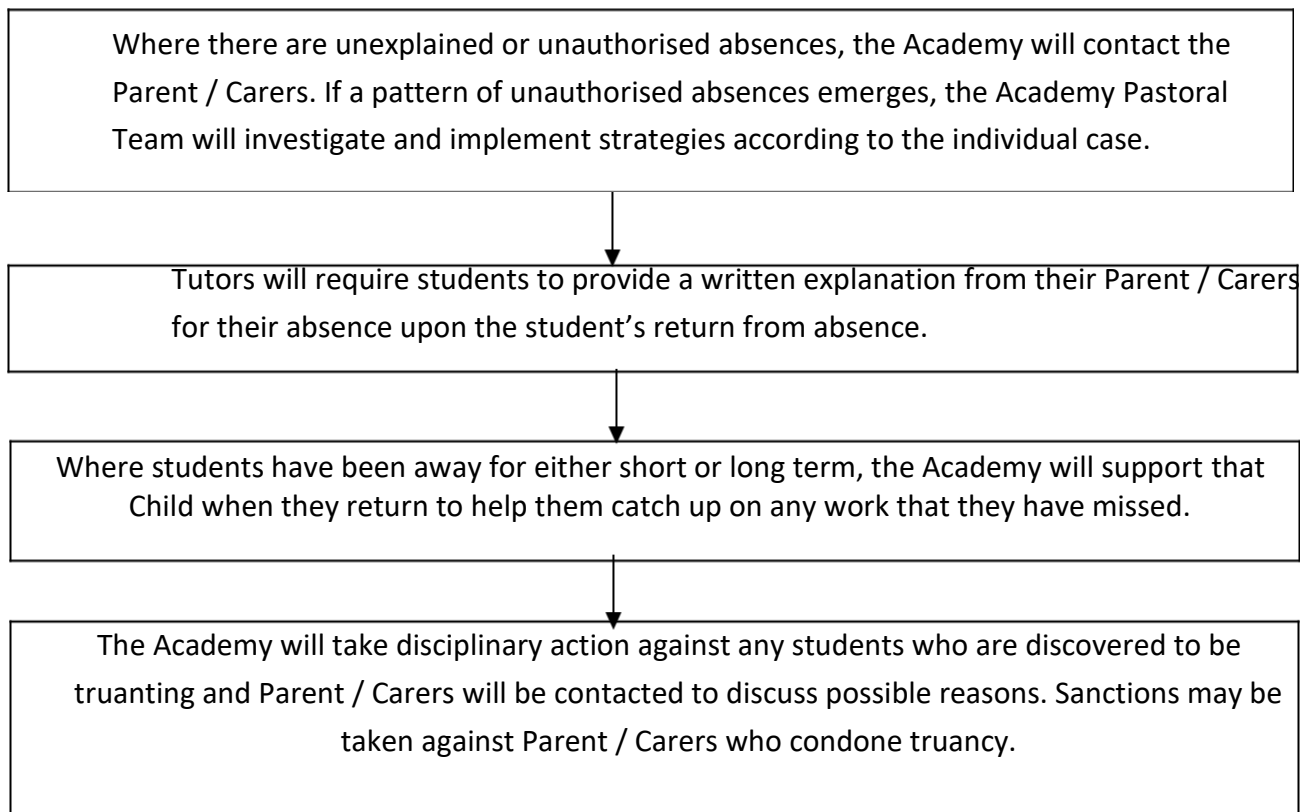 Where there are unexplained or unauthorised absences, the Academy will contact the
Parent / Carers. If a pattern of unauthorised absences emerges, the Academy Pastoral
Team will investigate and implement strategies according to the individual case.
Tutors will require students to provide a written explanation from their Parent / Carers
for their absence upon the student’s return from absence.
Where students have been away for either short or long term, the Academy will support that
Child when they return to help them catch up on any work that they have missed.
The Academy will take disciplinary action against any students who are discovered to be
truanting and Parent / Carers will be contacted to discuss possible reasons. Sanctions may be
taken against Parent / Carers who condone truancy.